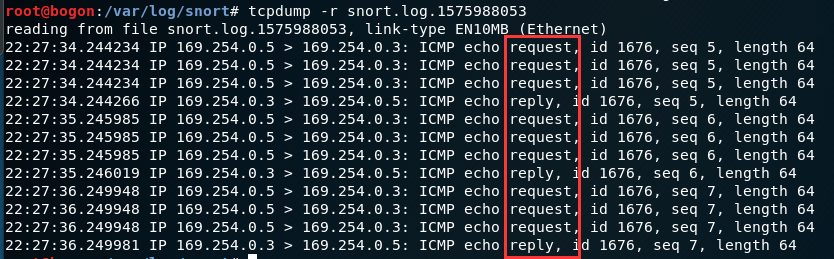 root@bogon:/var/log/snort# tcpdump -r snort.log.1575988053
reading from file snort.log.1575988053, link-type EN10MB (Ethernet)
22:27:34.244234 IP 169.254.0.5 > 169.254.0.3: ICMP echo request, id 1676, seq 5, length 64
22:27:34.244234 IP 169.254.0.5 > 169.254.0.3: ICMP echo request, id 1676, seq 5, length 64
22:27:34.244234 IP 169.254.0.5 > 169.254.0.3: ICMP echo request, id 1676, seq 5, length 64
22:27:34.244266 IP 169.254.0.3 > 169.254.0.5: ICMP echo reply, id 1676, seq 5, length 64
22:27:35.245985 IP 169.254.0.5 > 169.254.0.3: ICMP echo request, id 1676, seq 6, length 64
22:27:35.245985 IP 169.254.0.5 > 169.254.0.3: ICMP echo request, id 1676, seq 6, length 64
22:27:35.245985 IP 169.254.0.5 > 169.254.0.3: ICMP echo request, id 1676, seq 6, length 64
22:27:35.246019 IP 169.254.0.3 > 169.254.0.5: ICMP echo reply, id 1676, seq 6, length 64
22:27:36.249948 IP 169.254.0.5 > 169.254.0.3: ICMP echo request, id 1676, seq 7, length 64
22:27:36.249948 IP 169.254.0.5 > 169.254.0.3: ICMP echo request, id 1676, seq 7, length 64
22:27:36.249948 IP 169.254.0.5 > 169.254.0.3: ICMP echo request, id 1676, seq 7, length 64
22:27:36.249981 IP 169.254.0.3 > 169.254.0.5: ICMP echo reply, id 1676, seq 7, length 64